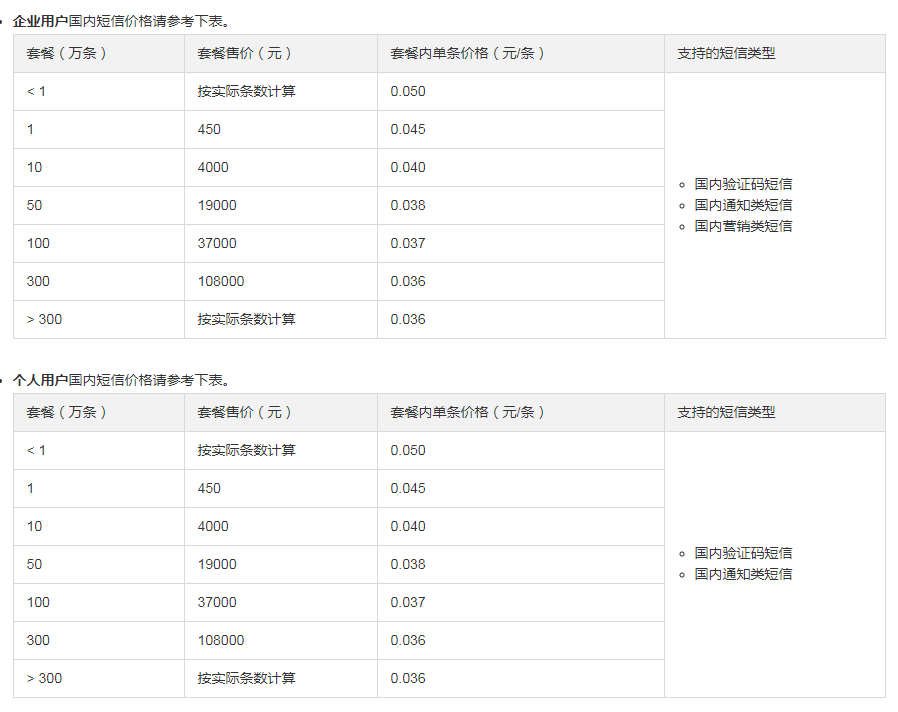 企业用户国内短信价格请参考下表。
套餐（万条） 套餐售价（元） 套餐内单条价格（元/条） 支持的短信类型
< 1 按实际条数计算 0.050
1 450 0.045
10 4000 0.040
50 19000 0.038
100 37000 0.037
300 108000 0.036
> 300 按实际条数计算 0.036
国内验证码短信
国内通知类短信
国内营销类短信
个人用户国内短信价格请参考下表。
套餐（万条） 套餐售价（元） 套餐内单条价格（元/条） 支持的短信类型
< 1 按实际条数计算 0.050
1 450 0.045
10 4000 0.040
50 19000 0.038
100 37000 0.037
300 108000 0.036
> 300 按实际条数计算 0.036
国内验证码短信
国内通知类短信